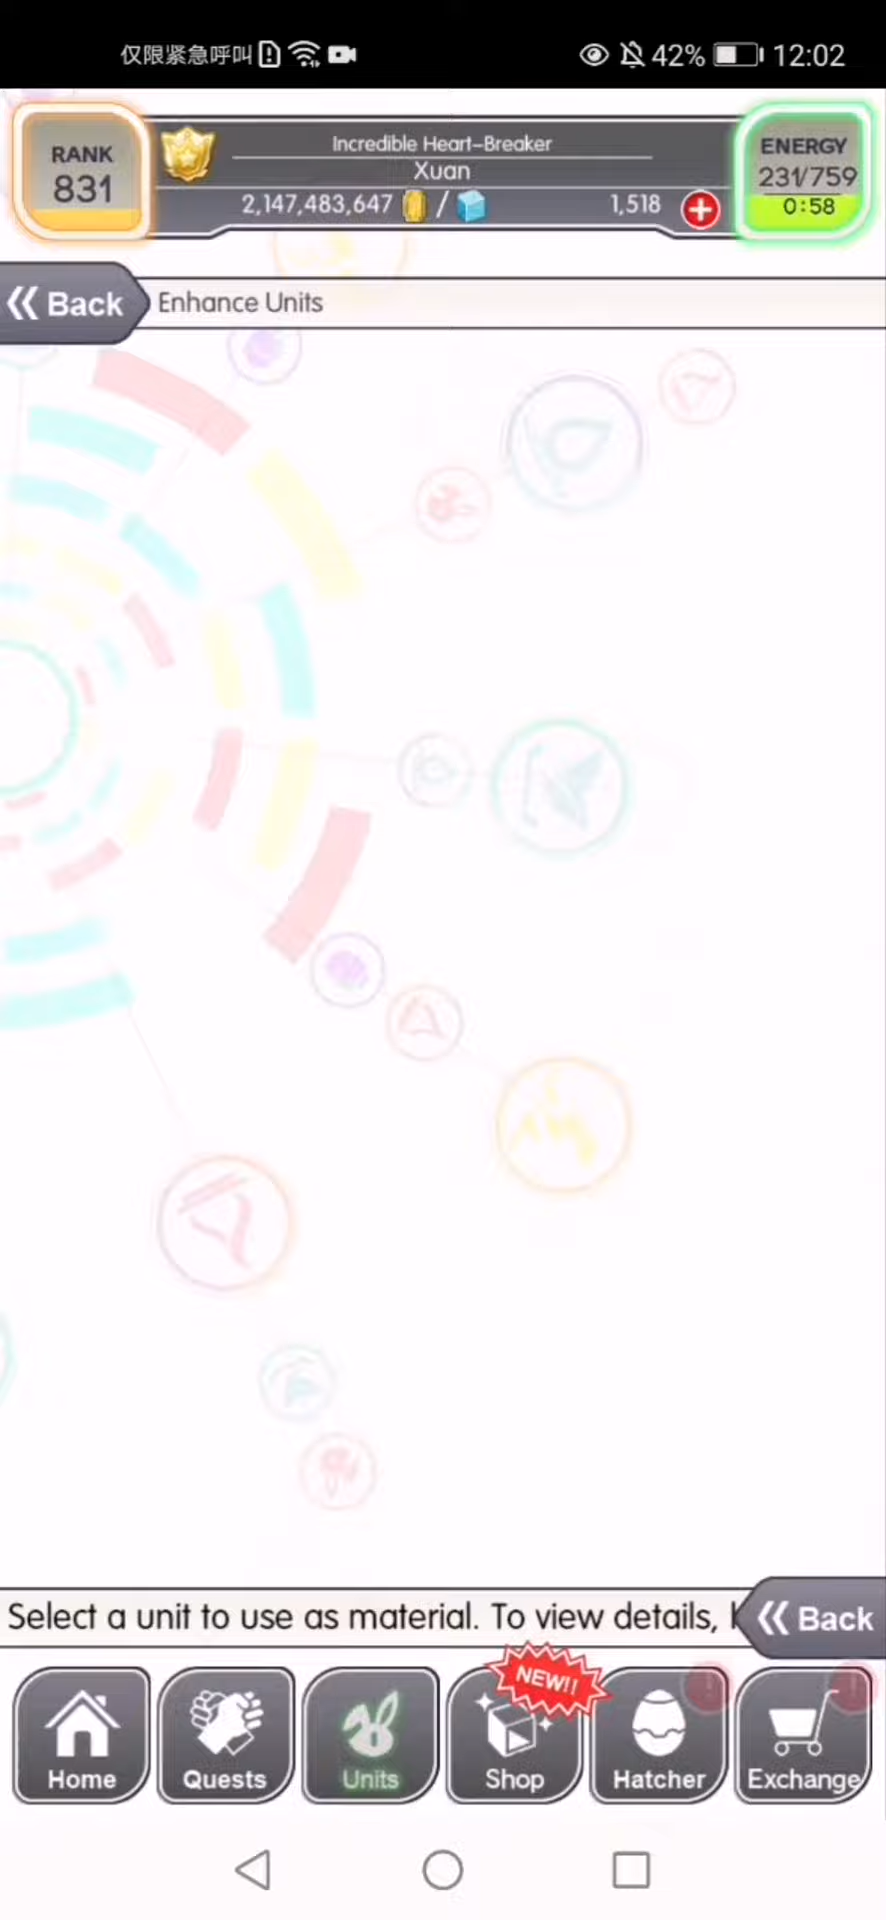 仅限紧急呼叫 42% 12:02
RANK
831
Incredible Heart-Breaker
Xuan
2,147,483,647 / 1,518
ENERGY
231/759
0:58
Back
Enhance Units
Select a unit to use as material. To view details,
Back
NEW!!
Home
Quests
Units
Shop
Hatcher
Exchange